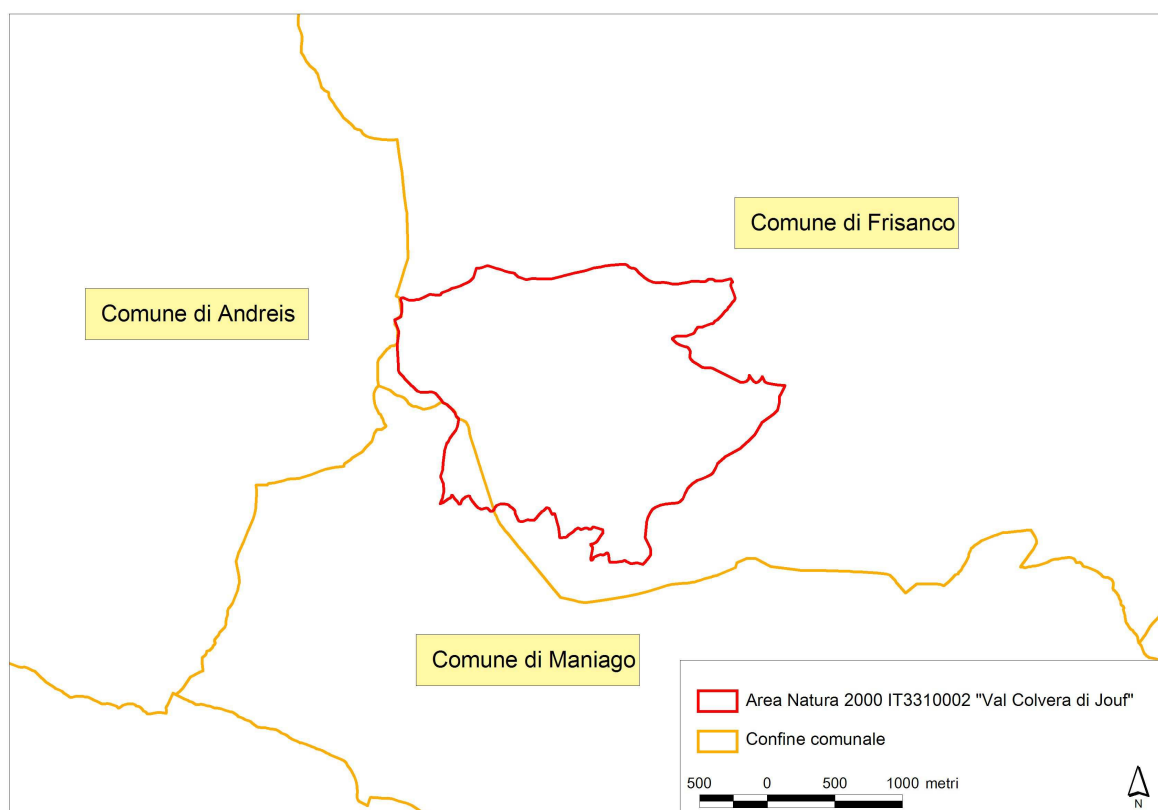 Comune di Frisanco
Comune di Andreis
Comune di Maniago
Area Natura 2000 IT3310002 "Val Colvera di Jouf"
Confine comunale
500 0 500 1000 metri
N